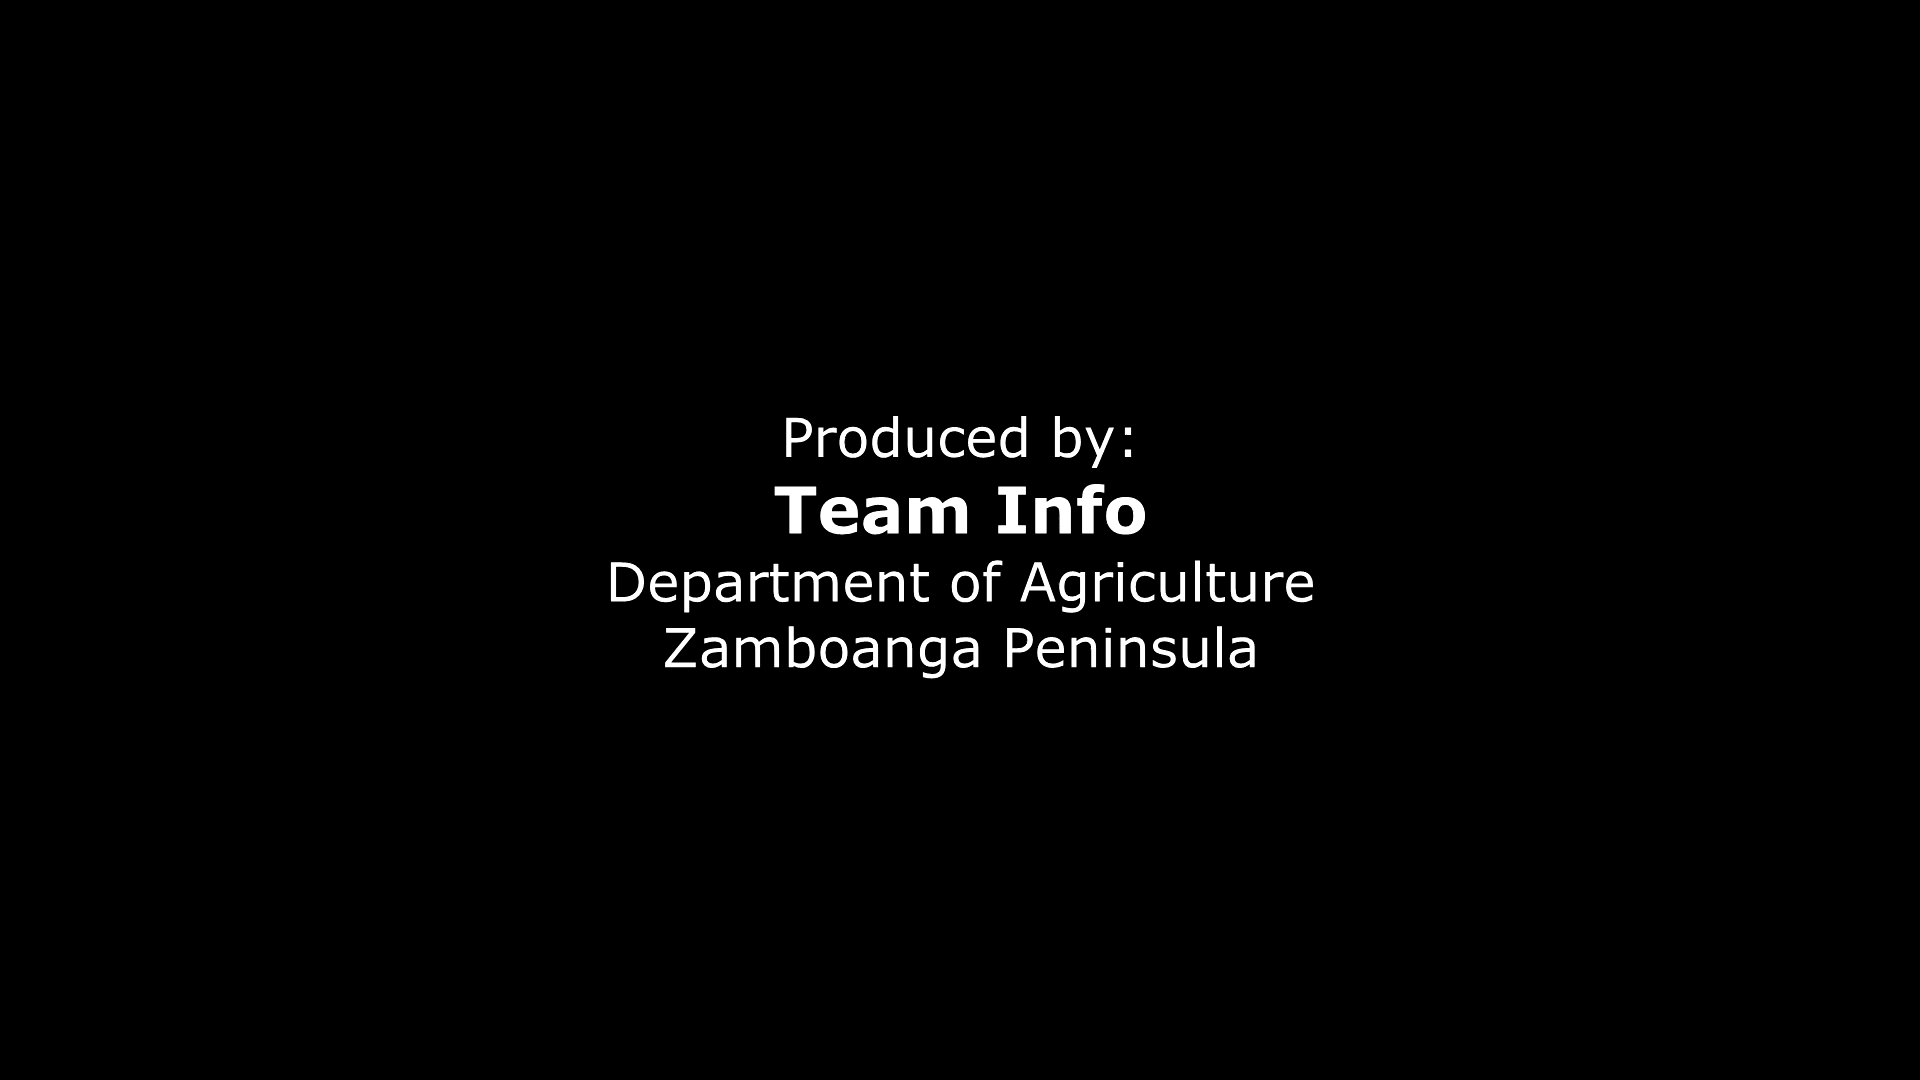 Produced by:
Team Info
Department of Agriculture
Zamboanga Peninsula